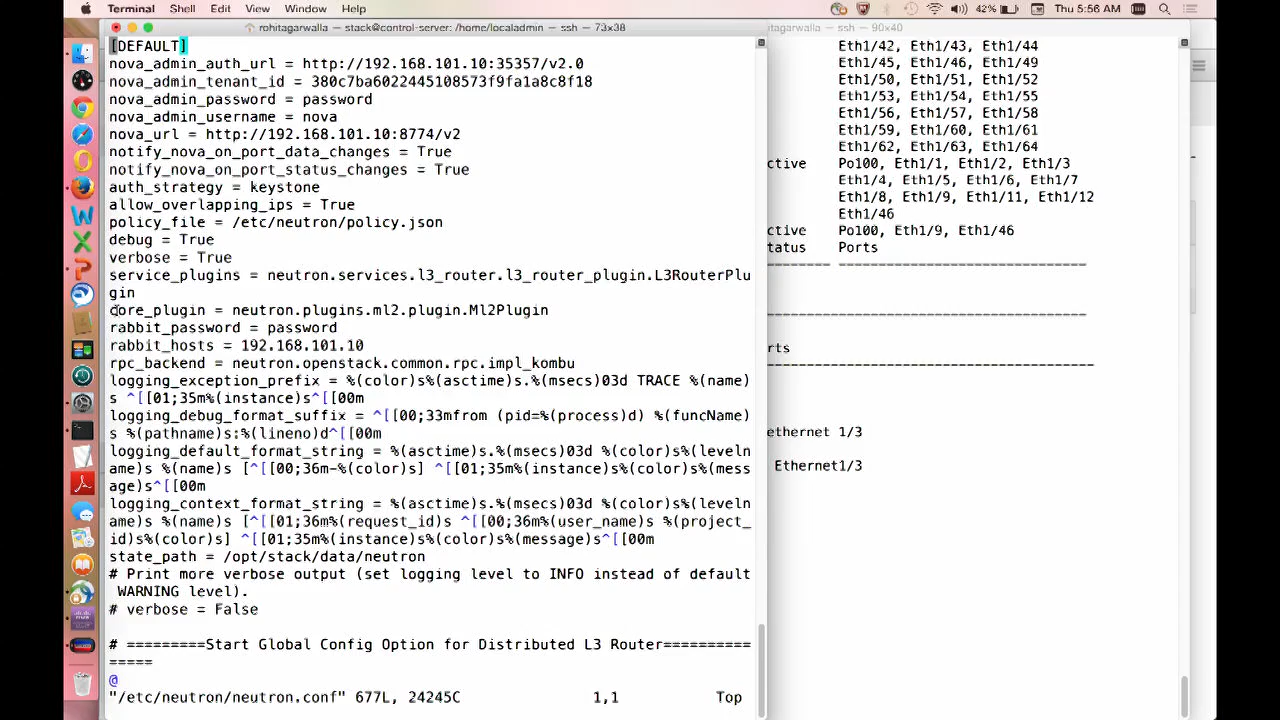 Terminal Shell Edit View Window Help
42% Thu 5:56 AM
rohitagarwalla — stack@control-server: /home/localadmin — ssh — 73×38
itagarwalla — ssh — 90×40
[DEFAULT]
nova_admin_auth_url = http://192.168.101.10:35357/v2.0
nova_admin_tenant_id = 380c7ba6022445108573f9fa1a8c8f18
nova_admin_password = password
nova_admin_username = nova
nova_url = http://192.168.101.10:8774/v2
notify_nova_on_port_data_changes = True
notify_nova_on_port_status_changes = True
auth_strategy = keystone
allow_overlapping_ips = True
policy_file = /etc/neutron/policy.json
debug = True
verbose = True
service_plugins = neutron.services.l3_router.l3_router_plugin.L3RouterPlu
gin
core_plugin = neutron.plugins.ml2.plugin.Ml2Plugin
rabbit_password = password
rabbit_hosts = 192.168.101.10
rpc_backend = neutron.openstack.common.rpc.impl_kombu
logging_exception_prefix = %(color)s%(asctime)s.%(msecs)03d TRACE %(name)
s ^[[01;35m%(instance)s^[[00m
logging_debug_format_suffix = ^[[00;33mfrom (pid=%(process)d) %(funcName)
s %(pathname)s:%(lineno)d^[[00m
logging_default_format_string = %(asctime)s.%(msecs)03d %(color)s%(leveln
ame)s %(name)s [^[[00;36m-%(color)s] ^[[01;35m%(instance)s%(color)s%(mess
age)s^[[00m
logging_context_format_string = %(asctime)s.%(msecs)03d %(color)s%(leveln
ame)s %(name)s [^[[01;36m%(request_id)s ^[[00;36m%(user_name)s %(project_
id)s%(color)s] ^[[01;35m%(instance)s%(color)s%(message)s^[[00m
state_path = /opt/stack/data/neutron
# Print more verbose output (set logging level to INFO instead of default
WARNING level).
# verbose = False
# =========Start Global Config Option for Distributed L3 Router==========
=====
@
"/etc/neutron/neutron.conf" 677L, 24245C 1,1 Top
Eth1/42, Eth1/43, Eth1/44
Eth1/45, Eth1/46, Eth1/49
Eth1/50, Eth1/51, Eth1/52
Eth1/53, Eth1/54, Eth1/55
Eth1/56, Eth1/57, Eth1/58
Eth1/59, Eth1/60, Eth1/61
Eth1/62, Eth1/63, Eth1/64
ctive Po100, Eth1/1, Eth1/2, Eth1/3
Eth1/4, Eth1/5, Eth1/6, Eth1/7
Eth1/8, Eth1/9, Eth1/11, Eth1/12
Eth1/46
ctive Po100, Eth1/9, Eth1/46
tatus Ports
rts
ethernet 1/3
Ethernet1/3